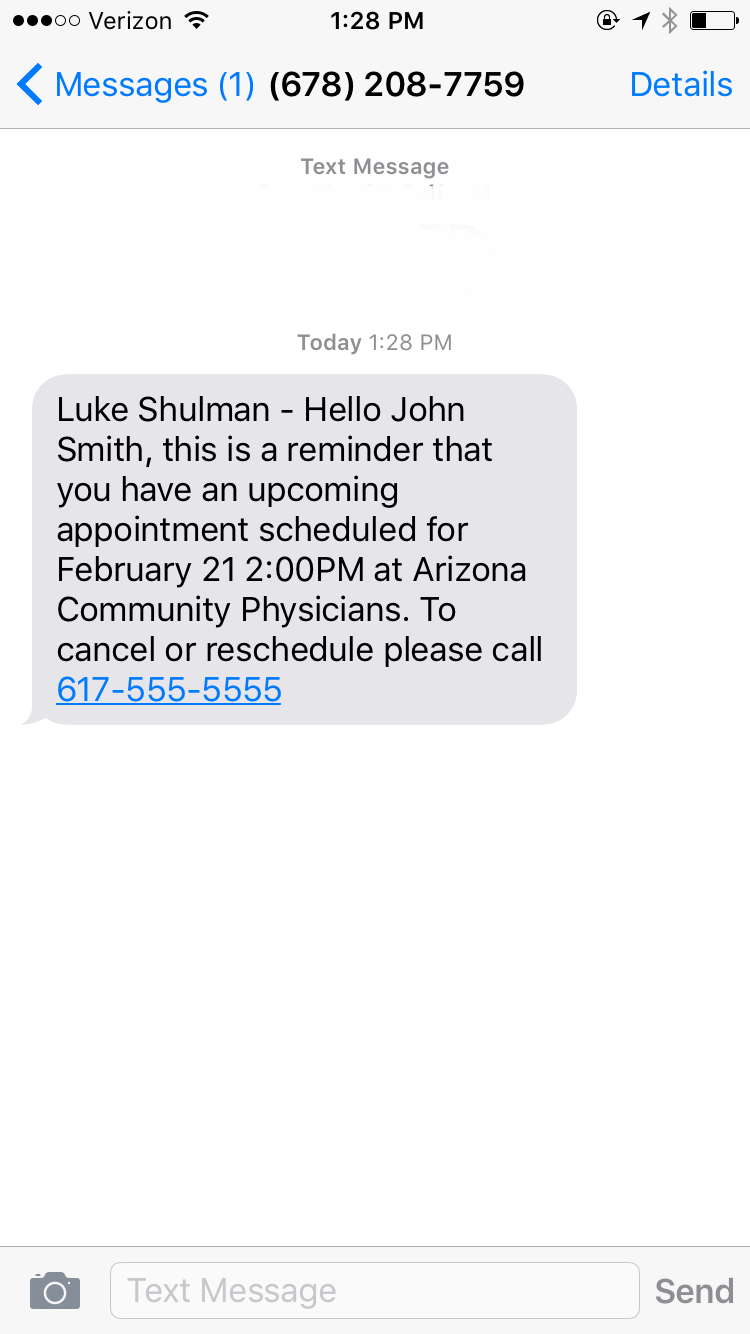 Verizon 1:28 PM
Messages (1) (678) 208-7759 Details
Text Message
Today 1:28 PM
Luke Shulman - Hello John
Smith, this is a reminder that
you have an upcoming
appointment scheduled for
February 21 2:00PM at Arizona
Community Physicians. To
cancel or reschedule please call
617-555-5555
Text Message Send